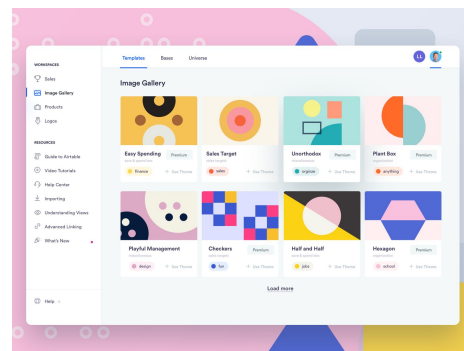 Templates Bases Universe
LL
WORKSPACES
Sales
Image Gallery
Products
Logos
RESOURCES
Guide to Airtable
Video Tutorials
Help Center
Importing
Understanding Views
Advanced Linking
What's New
Help
Image Gallery
Easy Spending Premium
finance + Use Theme
Sales Target
sales + Use Theme
Unorthodox Premium
organize + Use Theme
Plant Box Premium
anything + Use Theme
Playful Management
design + Use Theme
Checkers Premium
fun + Use Theme
Half and Half
jobs + Use Theme
Hexagon Premium
school + Use Theme
Load more